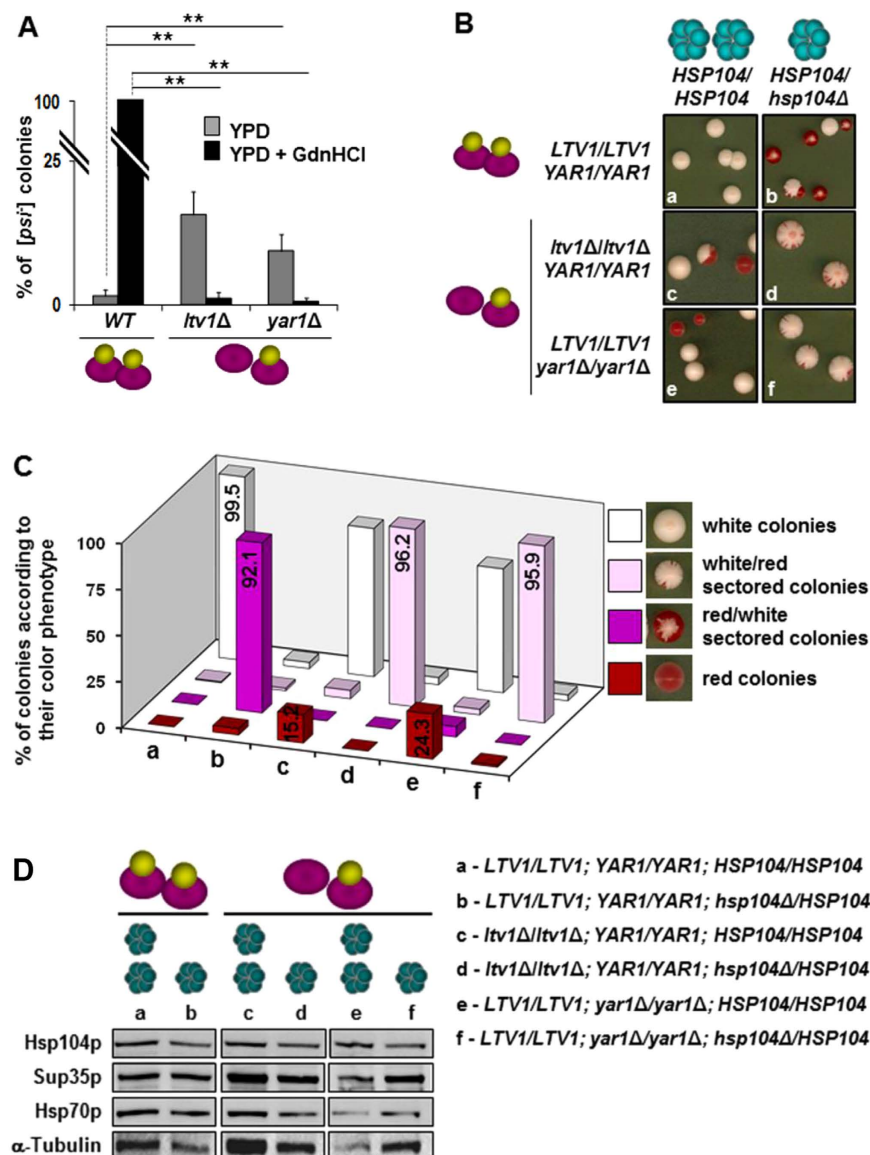 A
**
**
**
**
% of [psi-] colonies
100
25
0
YPD
YPD + GdnHCl
WT ltv1Δ yar1Δ
B
HSP104/ HSP104/
HSP104 hsp104Δ
LTV1/LTV1
YAR1/YAR1
a b
ltv1Δ/ltv1Δ
YAR1/YAR1
c d
LTV1/LTV1
yar1Δ/yar1Δ
e f
C
% of colonies according to
their color phenotype
100
75
50
25
0
99.5
92.1
15.2
96.2
24.3
95.9
a b c d e f
white colonies
white/red
sectored colonies
red/white
sectored colonies
red colonies
D
a b c d e f
Hsp104p
Sup35p
Hsp70p
α-Tubulin
a - LTV1/LTV1; YAR1/YAR1; HSP104/HSP104
b - LTV1/LTV1; YAR1/YAR1; hsp104Δ/HSP104
c - ltv1Δ/ltv1Δ; YAR1/YAR1; HSP104/HSP104
d - ltv1Δ/ltv1Δ; YAR1/YAR1; hsp104Δ/HSP104
e - LTV1/LTV1; yar1Δ/yar1Δ; HSP104/HSP104
f - LTV1/LTV1; yar1Δ/yar1Δ; hsp104Δ/HSP104